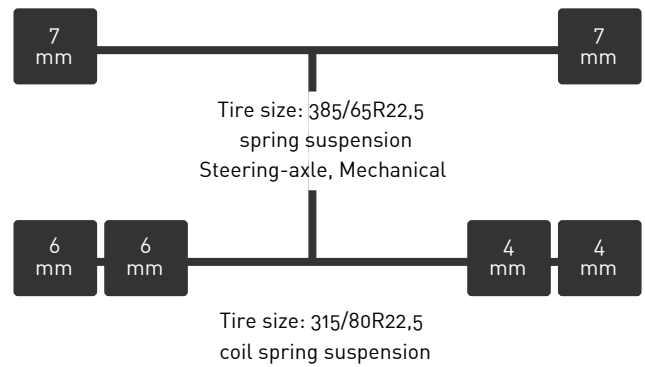 7 mm 7 mm
Tire size: 385/65R22,5
spring suspension
Steering-axle, Mechanical
6 mm 6 mm 4 mm 4 mm
Tire size: 315/80R22,5
coil spring suspension